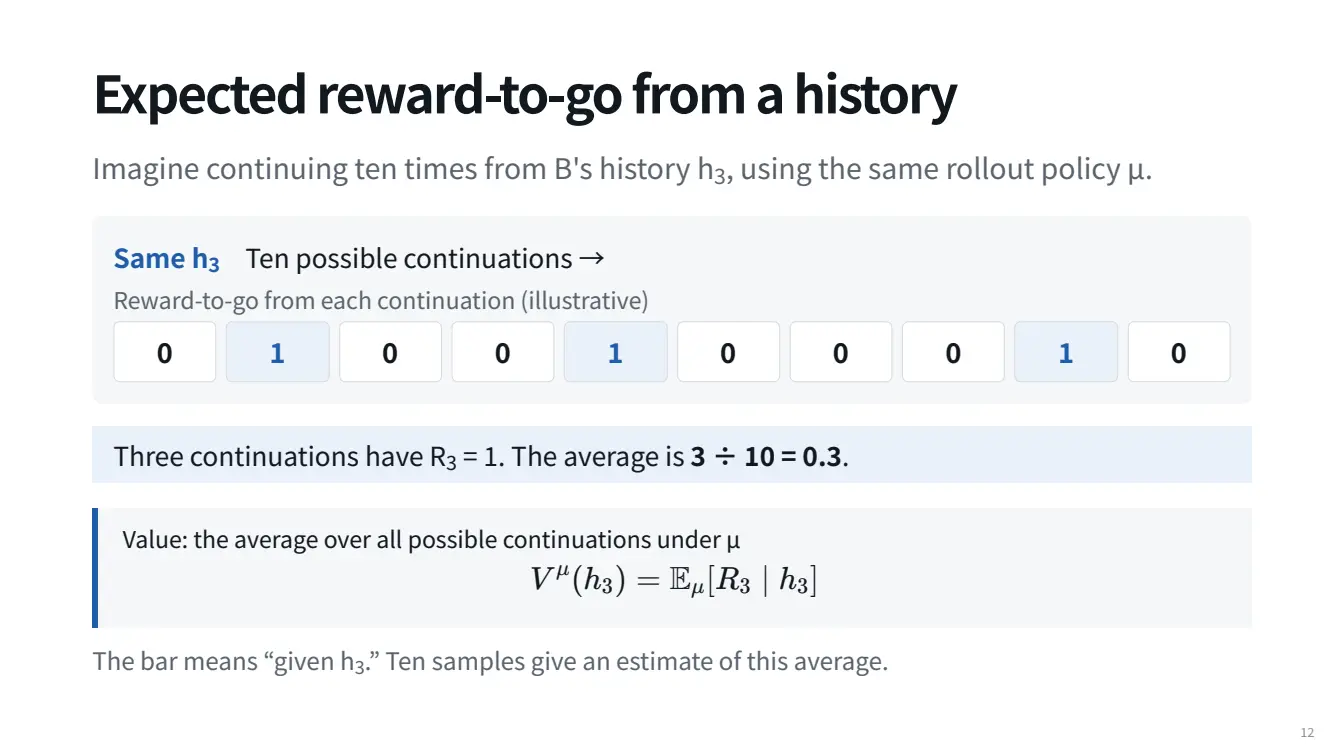 Expected reward-to-go from a history
Imagine continuing ten times from B's history h₃, using the same rollout policy μ.
Same h₃ Ten possible continuations →
Reward-to-go from each continuation (illustrative)
0 1 0 0 1 0 0 0 1 0
Three continuations have R₃ = 1. The average is 3 ÷ 10 = 0.3.
Value: the average over all possible continuations under μ
V^μ(h₃) = 𝔼_μ[R₃ | h₃]
The bar means “given h₃.” Ten samples give an estimate of this average.
12